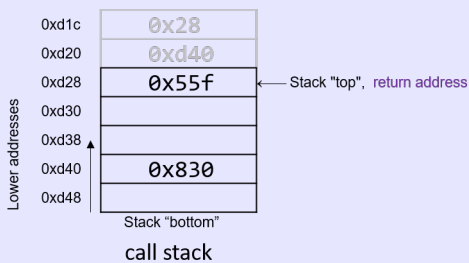 0xd1c 0x28
0xd20 0xd40
0xd28 0x55f Stack "top", return address
0xd30
0xd38
0xd40 0x830
0xd48
Lower addresses
Stack “bottom”
call stack